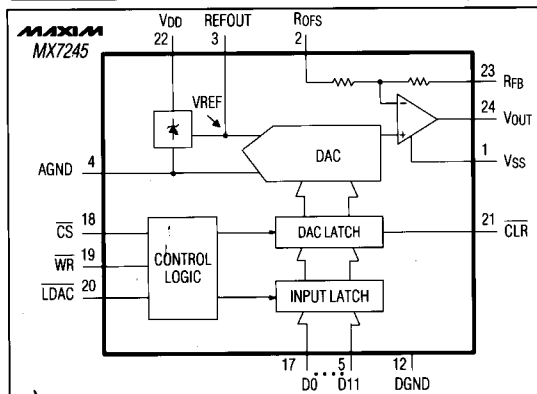 MAXIM
MX7245
VDD
22
REFOUT
3
ROFS
2
23
RFB
24
VOUT
1
VSS
VREF
DAC
AGND
4
CS
18
WR
19
LDAC
20
CONTROL
LOGIC
DAC LATCH
21
CLR
INPUT LATCH
17
5
12
D0
D11
DGND